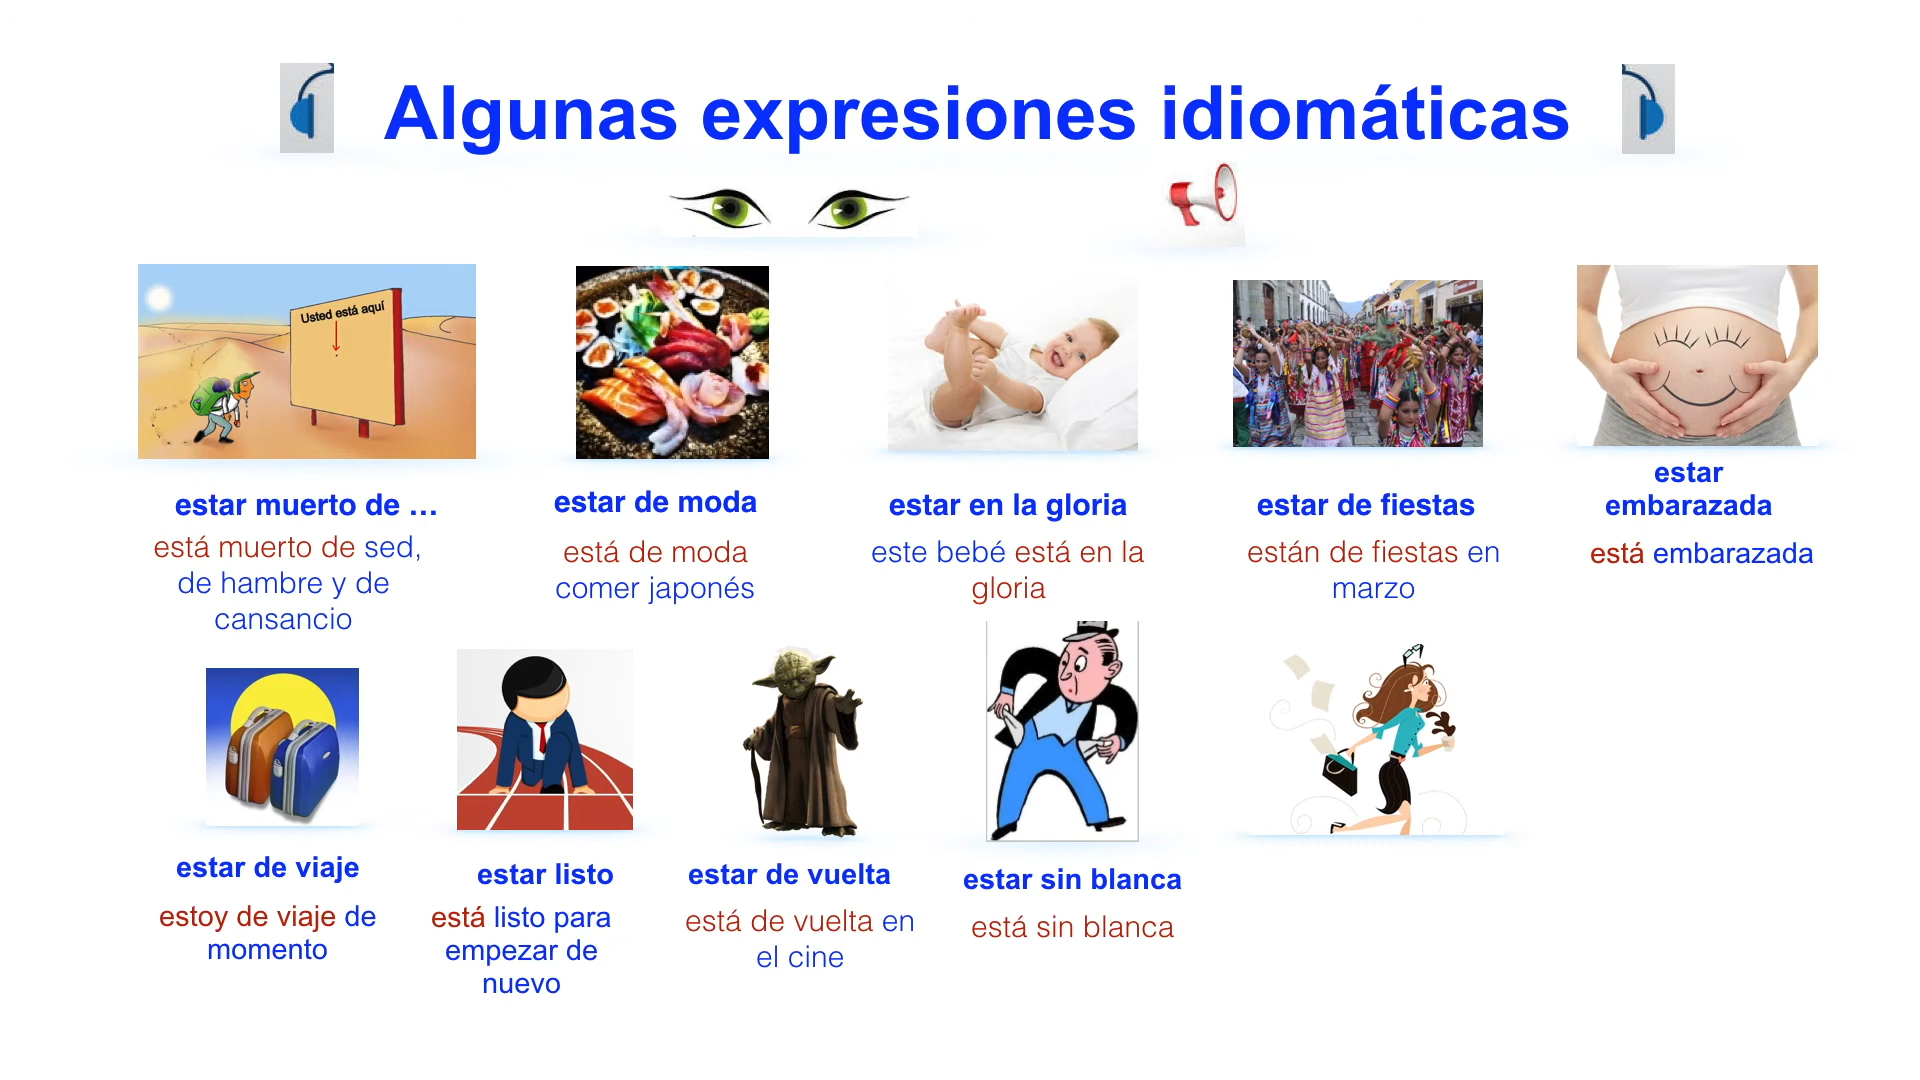 Algunas expresiones idiomáticas
Usted está aquí
estar muerto de …
está muerto de sed,
de hambre y de
cansancio
estar de moda
está de moda
comer japonés
estar en la gloria
este bebé está en la
gloria
estar de fiestas
están de fiestas en
marzo
estar
embarazada
está embarazada
estar de viaje
estoy de viaje de
momento
estar listo
está listo para
empezar de
nuevo
estar de vuelta
está de vuelta en
el cine
estar sin blanca
está sin blanca